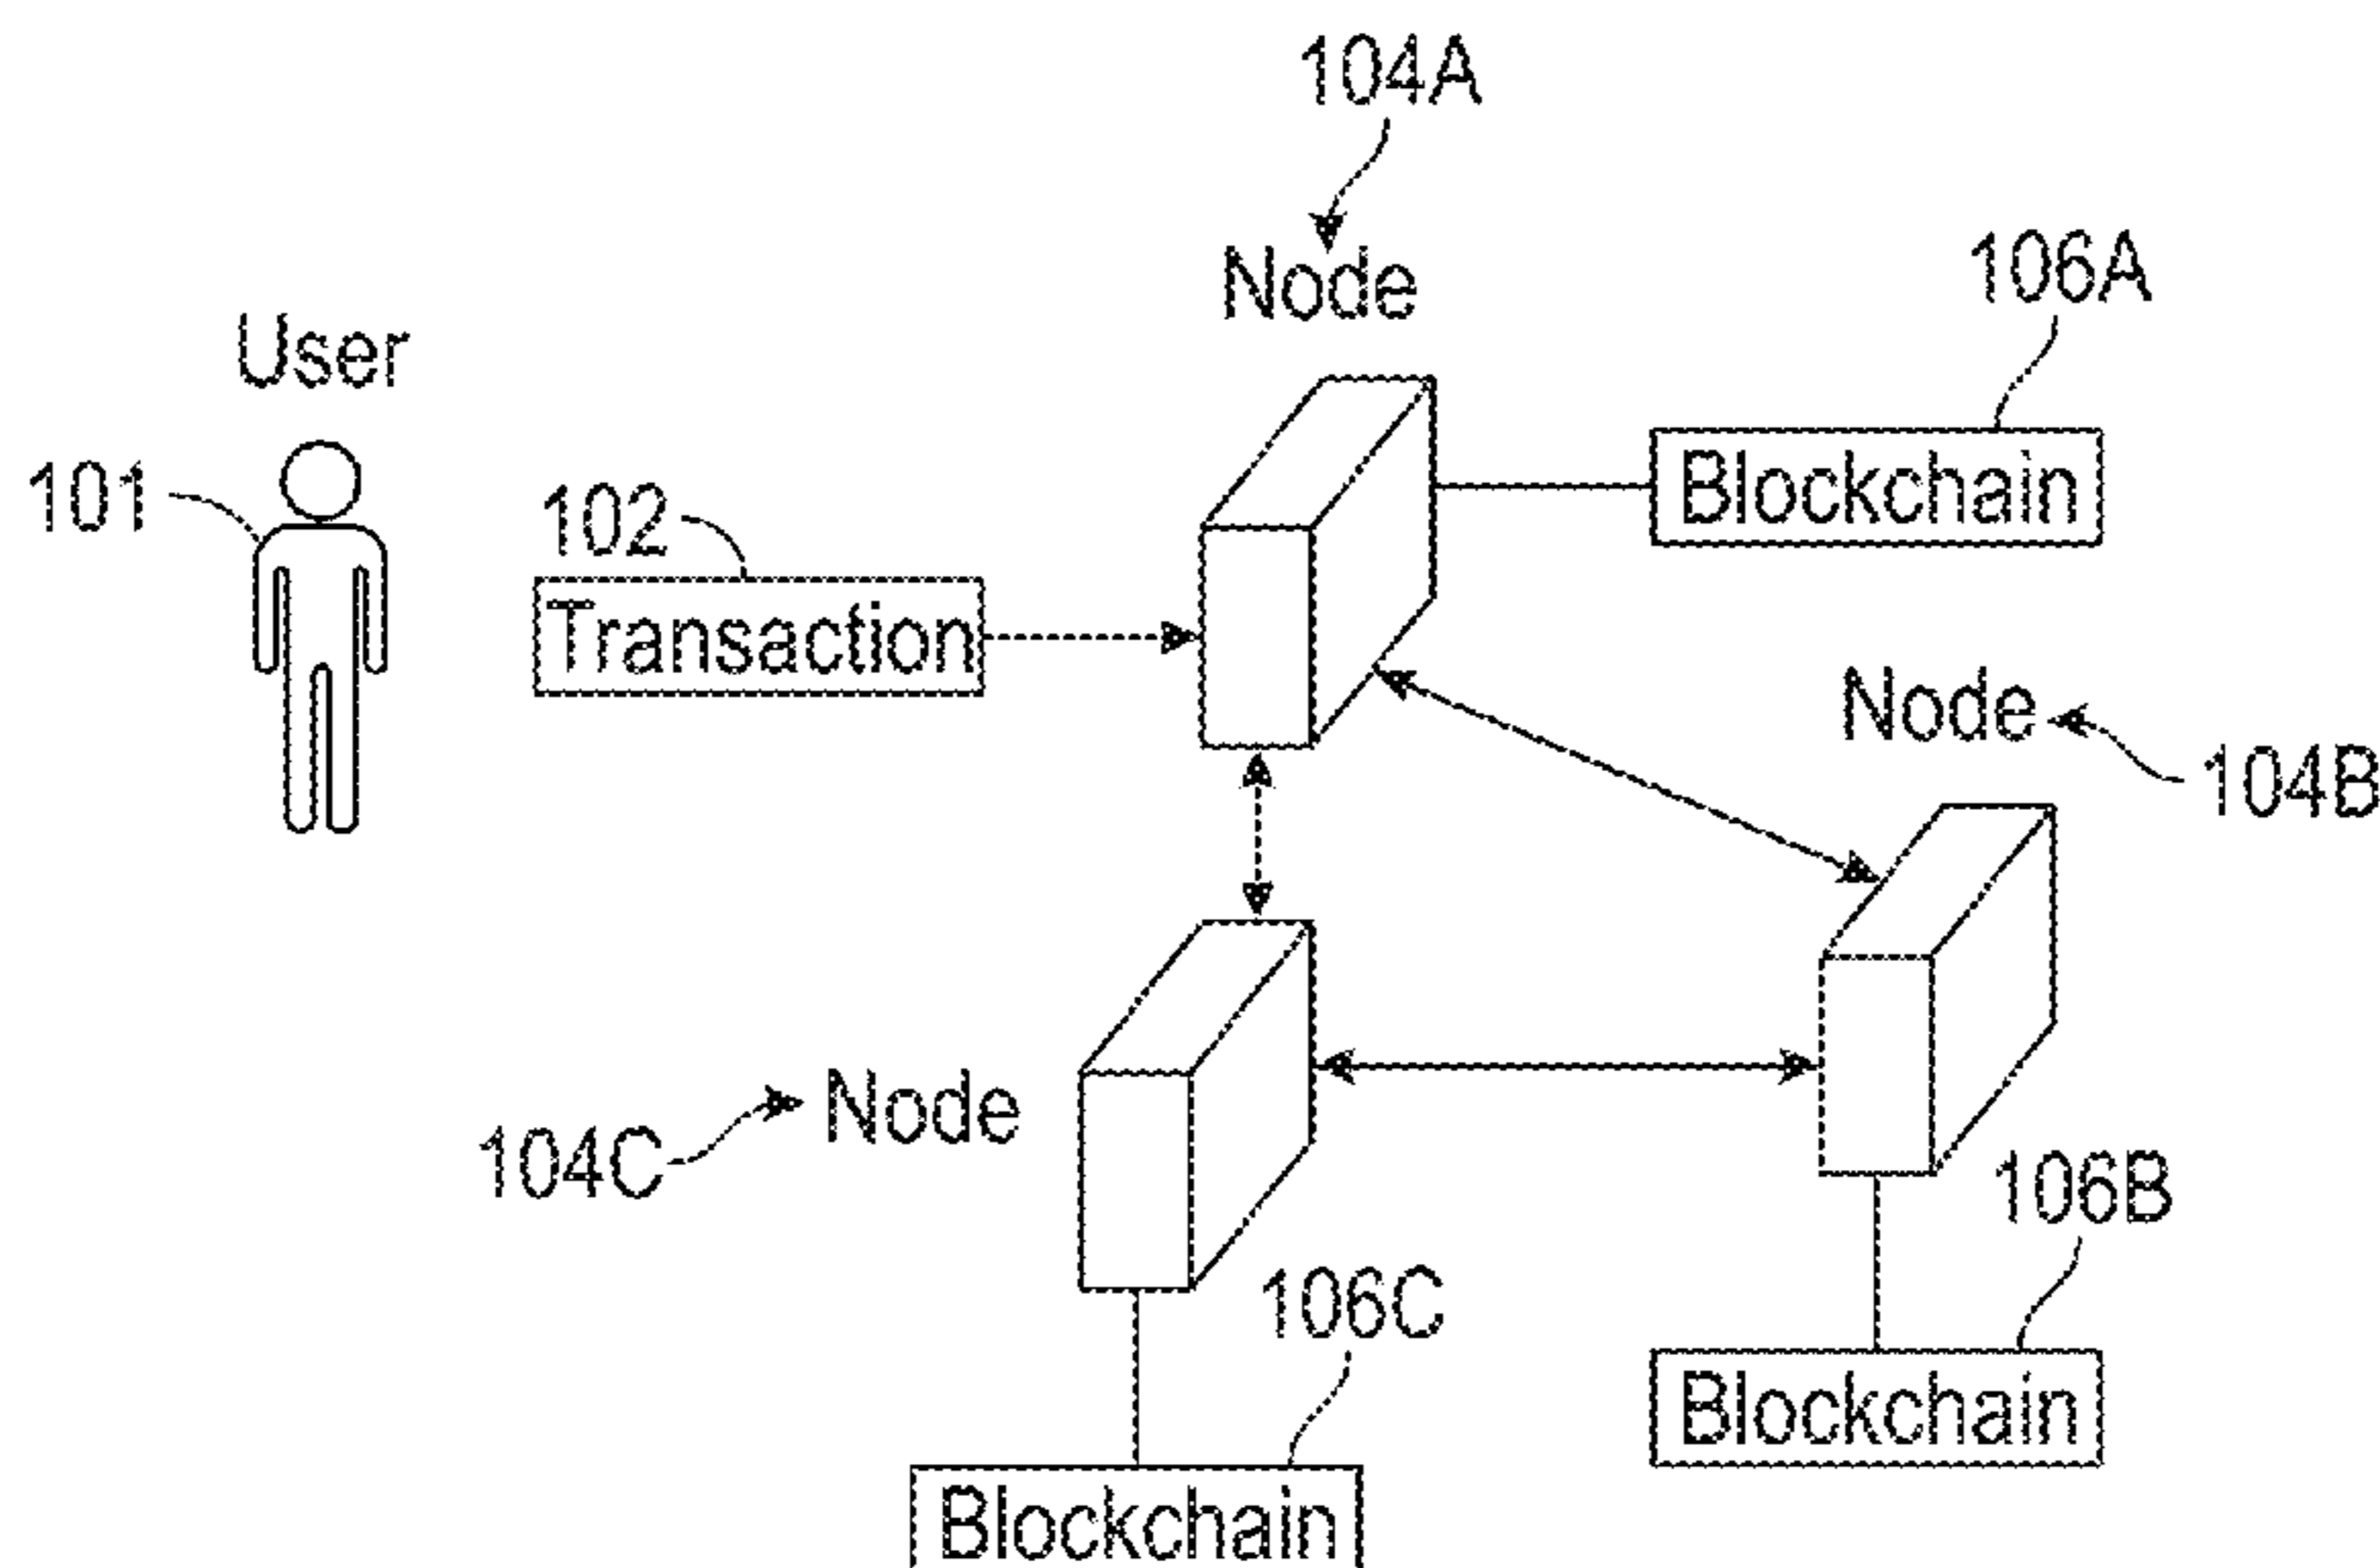 104A
Node
106A
User
Blockchain
101
102
Transaction
Node
104B
Node
104C
106B
106C
Blockchain
Blockchain